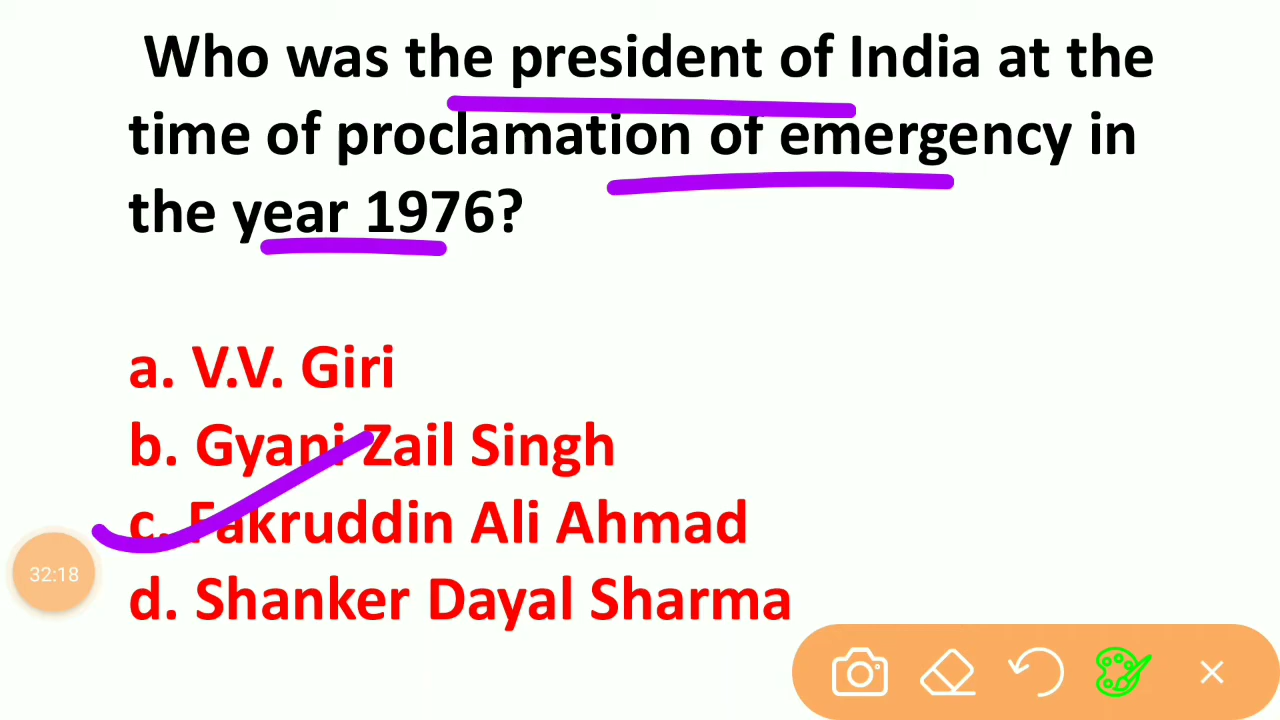 Who was the president of India at the
time of proclamation of emergency in
the year 1976?
a. V.V. Giri
b. Gyani Zail Singh
c. Fakruddin Ali Ahmad
d. Shanker Dayal Sharma
32:18